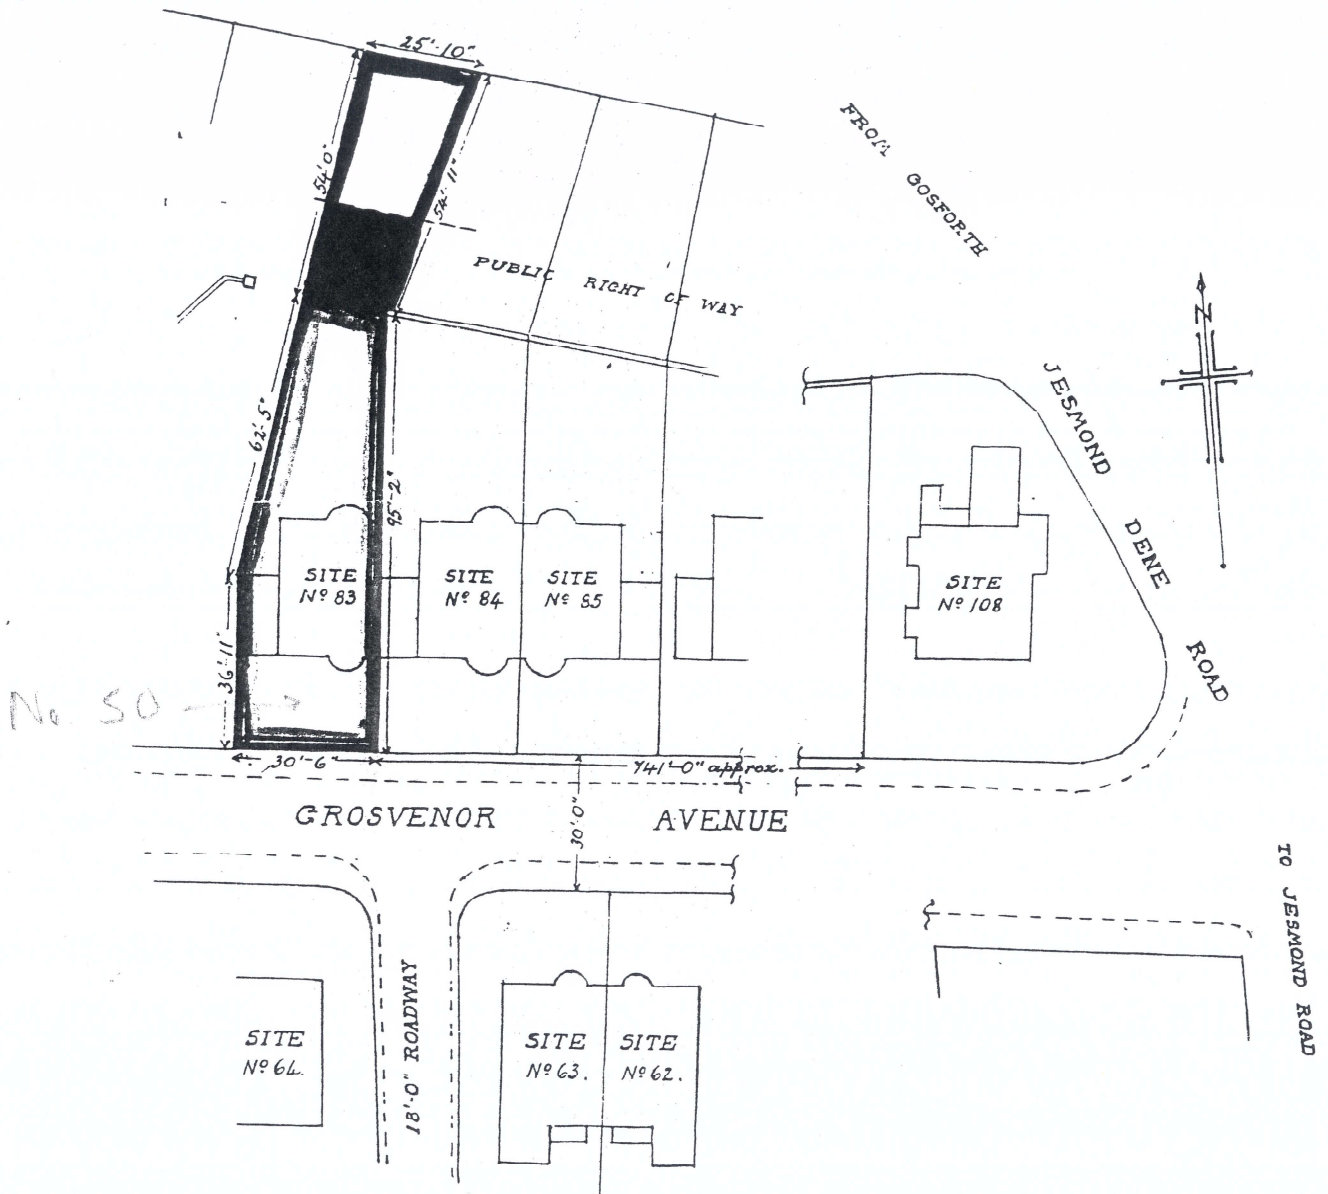 25'-10"
54'-0"
54'-11"
FROM GOSFORTH
PUBLIC RIGHT OF WAY
N
JESMOND DENE ROAD
62'-5"
95'-2"
SITE
Nº 83
SITE
Nº 84
SITE
Nº 85
SITE
Nº 108
36'-11"
No. 50
30'-6"
741'-0" approx.
GROSVENOR AVENUE
30'-0"
TO JESMOND ROAD
18'-0" ROADWAY
SITE
Nº 64.
SITE
Nº 63.
SITE
Nº 62.